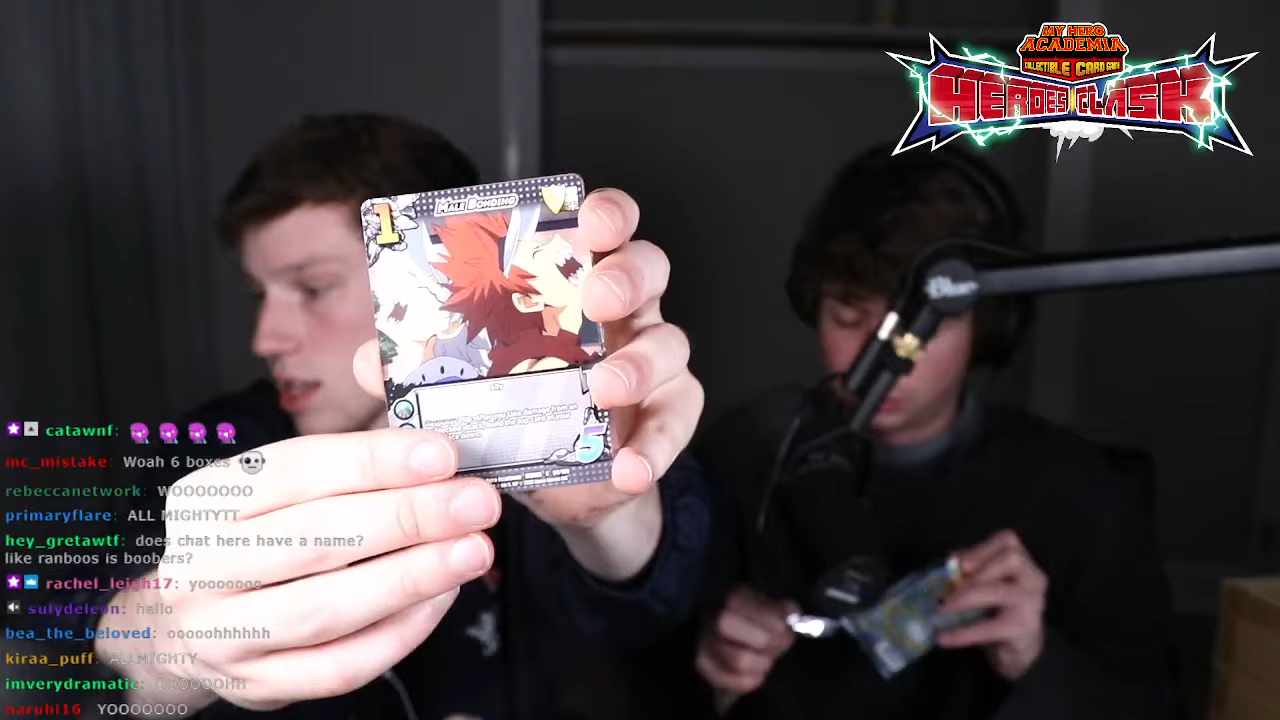 MY HERO
ACADEMIA
COLLECTIBLE CARD GAME
HEROES CLASH
1
MALE BONDING
5
catawnf:
mc_mistake: Woah 6 boxes
rebeccanetwork: WOOOOOOO
primaryflare: ALL MIGHTYTT
hey_gretawtf: does chat here have a name?
like ranboos is boobers?
rachel_leigh17: yooooooo
sulydeleon: hello
bea_the_beloved: ooooohhhhhh
kiraa_puff: ALLMIGHTY
imverydramatic: OOOOOOHH
naruhi16: YOOOOOOO